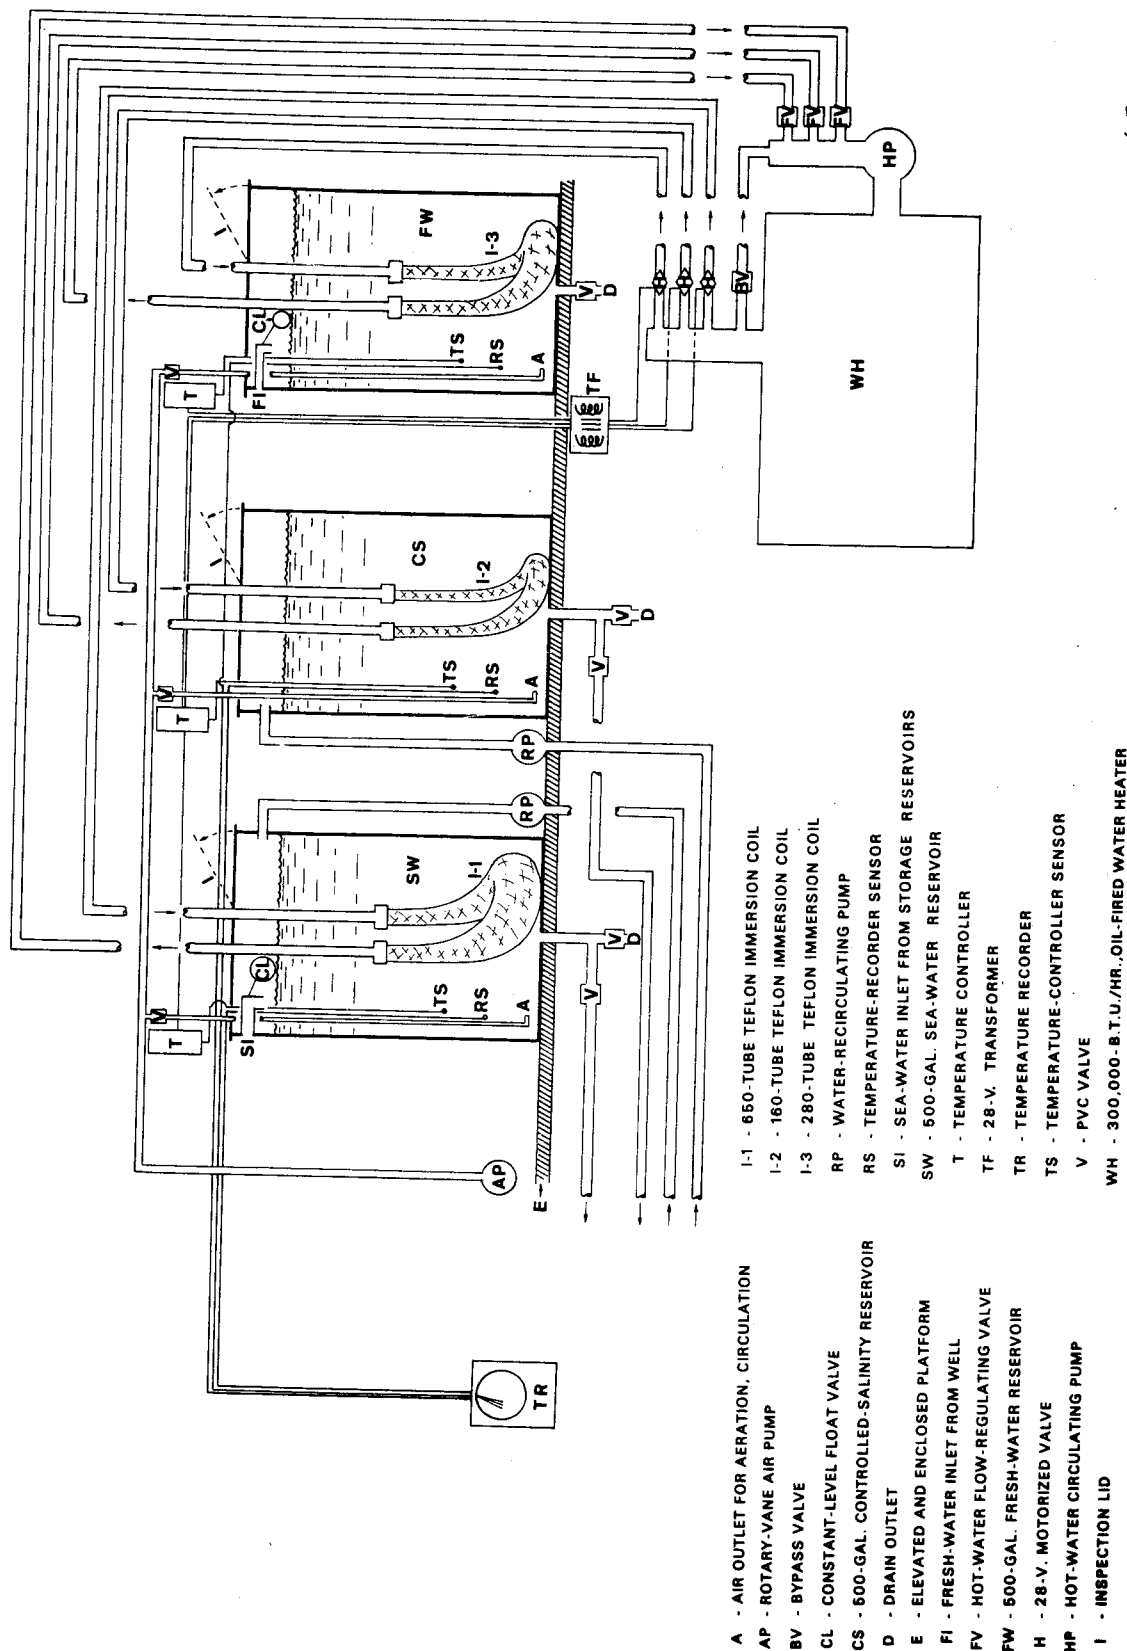 I
I
I
T
V
SI
CL
SW
I-1
TS
RS
A
T
V
CS
I-2
TS
RS
A
T
V
FI
CL
FW
I-3
TS
RS
A
AP
E
V
V
D
RP
RP
V
V
D
TF
V
D
TR
H
H
H
BV
WH
HP
FV
FV
FV
A - AIR OUTLET FOR AERATION, CIRCULATION
AP - ROTARY-VANE AIR PUMP
BV - BYPASS VALVE
CL - CONSTANT-LEVEL FLOAT VALVE
CS - 500-GAL. CONTROLLED-SALINITY RESERVOIR
D - DRAIN OUTLET
E - ELEVATED AND ENCLOSED PLATFORM
FI - FRESH-WATER INLET FROM WELL
FV - HOT-WATER FLOW-REGULATING VALVE
FW - 500-GAL. FRESH-WATER RESERVOIR
H - 28-V. MOTORIZED VALVE
HP - HOT-WATER CIRCULATING PUMP
I - INSPECTION LID
I-1 - 650-TUBE TEFLON IMMERSION COIL
I-2 - 160-TUBE TEFLON IMMERSION COIL
I-3 - 280-TUBE TEFLON IMMERSION COIL
RP - WATER-RECIRCULATING PUMP
RS - TEMPERATURE-RECORDER SENSOR
SI - SEA-WATER INLET FROM STORAGE RESERVOIRS
SW - 500-GAL. SEA-WATER RESERVOIR
T - TEMPERATURE CONTROLLER
TF - 28-V. TRANSFORMER
TR - TEMPERATURE RECORDER
TS - TEMPERATURE-CONTROLLER SENSOR
V - PVC VALVE
WH - 300,000-B.T.U./HR., OIL-FIRED WATER HEATER